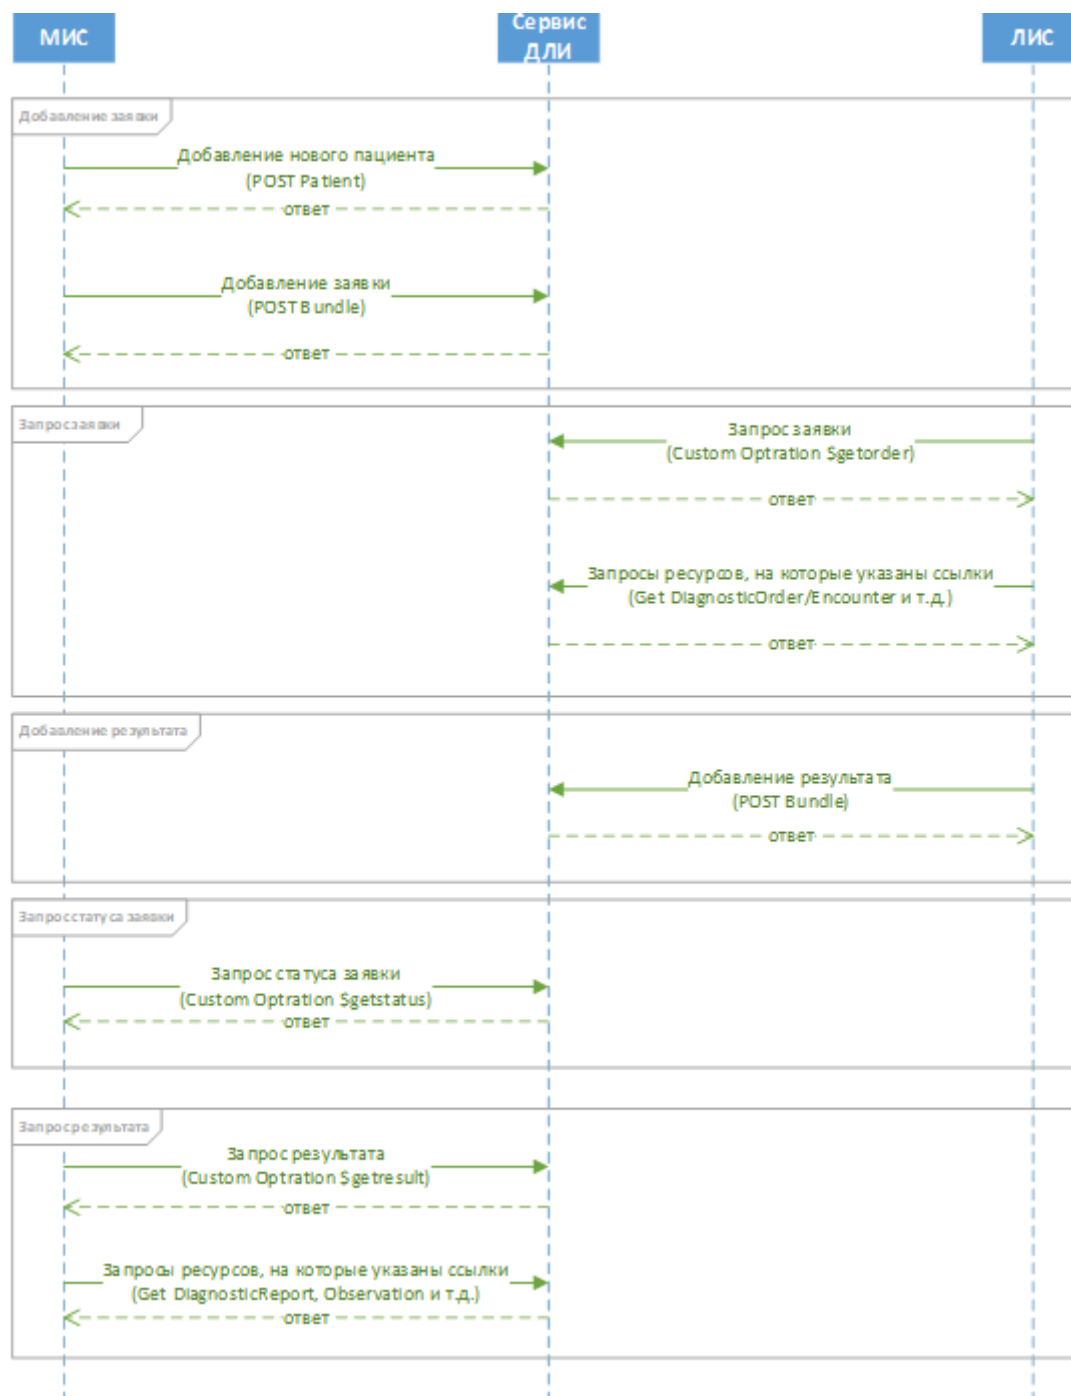 МИС
Сервис
ДЛИ
ЛИС
Добавление заявки
Добавление нового пациента
(POST Patient)
ответ
Добавление заявки
(POST Bundle)
ответ
Запрос заявки
Запрос заявки
(Custom Optration $getorder)
ответ
Запросы ресурсов, на которые указаны ссылки
(Get DiagnosticOrder/Encounter и т.д.)
ответ
Добавление результата
Добавление результата
(POST Bundle)
ответ
Запрос статуса заявки
Запрос статуса заявки
(Custom Optration $getstatus)
ответ
Запрос результата
Запрос результата
(Custom Optration $getresult)
ответ
Запросы ресурсов, на которые указаны ссылки
(Get DiagnosticReport, Observation и т.д.)
ответ